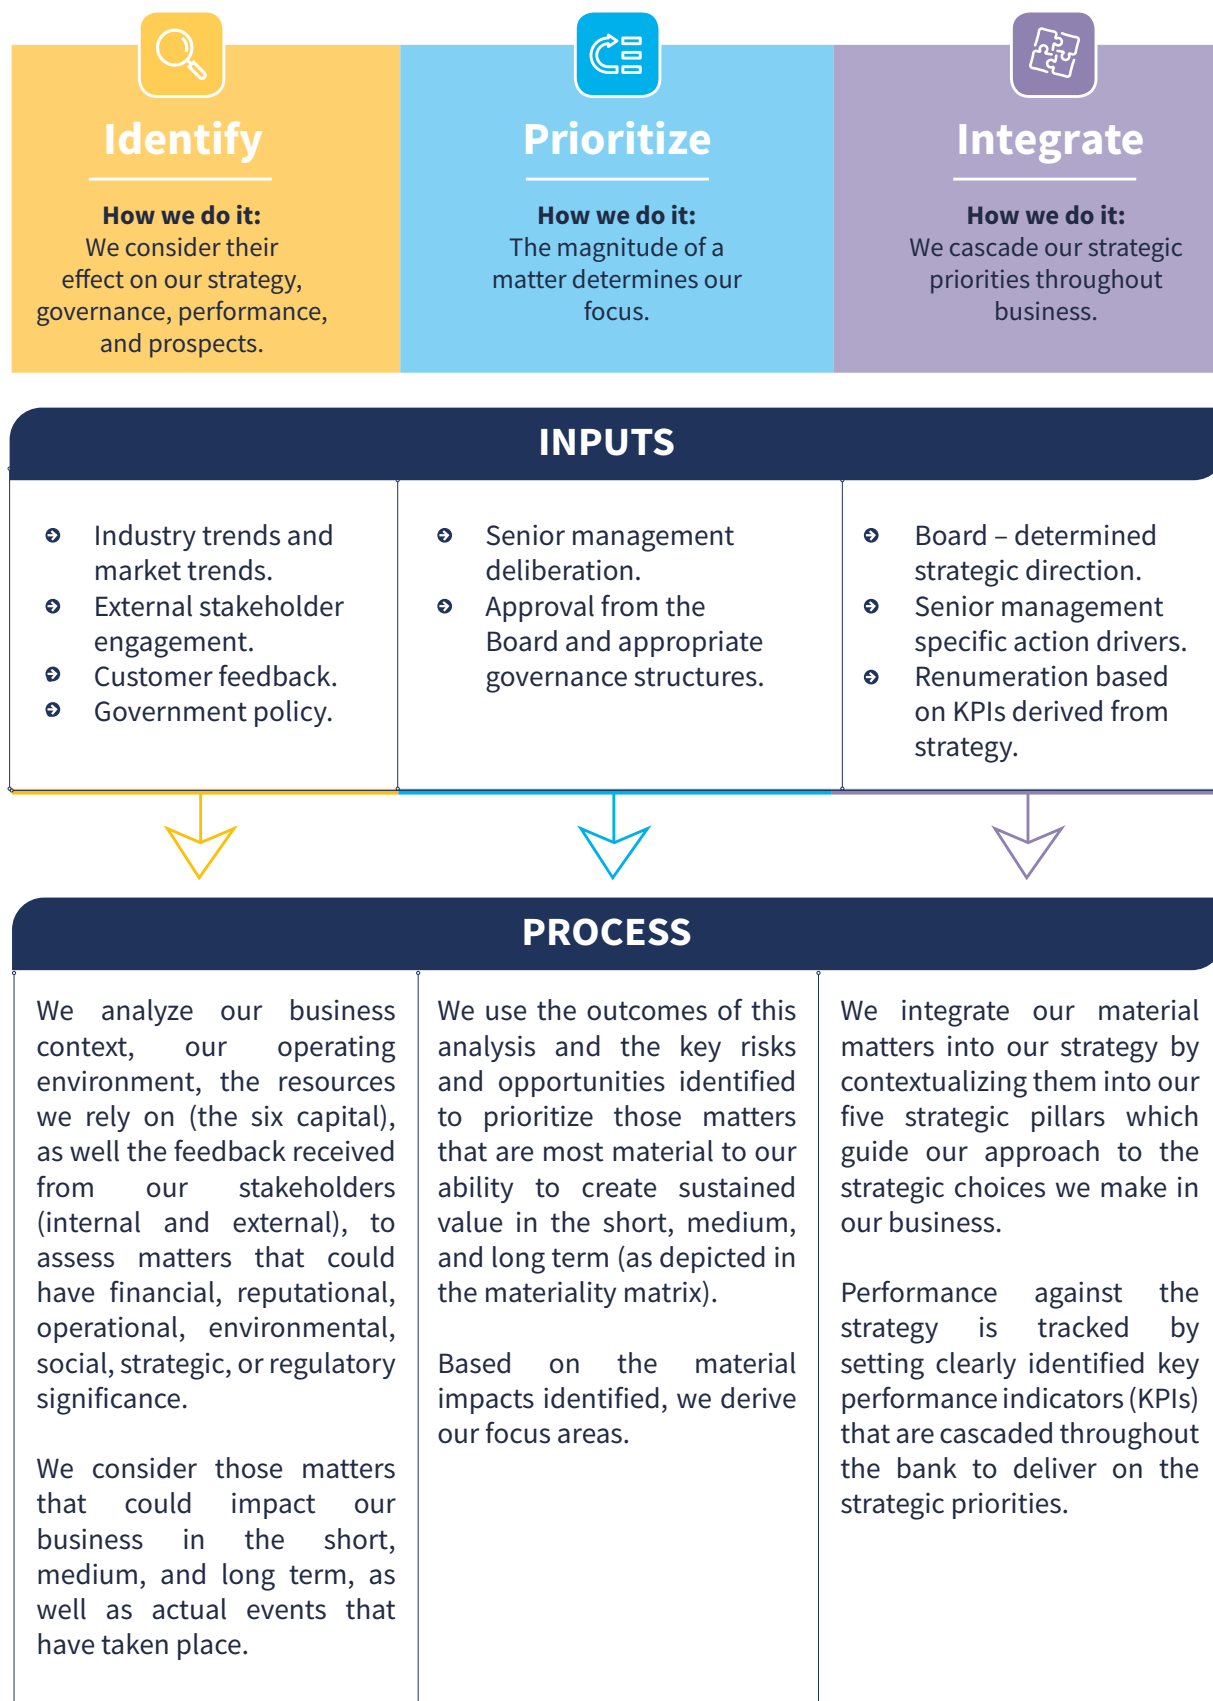 Identify
How we do it:
We consider their
effect on our strategy,
governance, performance,
and prospects.
Prioritize
How we do it:
The magnitude of a
matter determines our
focus.
Integrate
How we do it:
We cascade our strategic
priorities throughout
business.
INPUTS
Industry trends and
market trends.
External stakeholder
engagement.
Customer feedback.
Government policy.
Senior management
deliberation.
Approval from the
Board and appropriate
governance structures.
Board – determined
strategic direction.
Senior management
specific action drivers.
Renumeration based
on KPIs derived from
strategy.
PROCESS
We analyze our business
context, our operating
environment, the resources
we rely on (the six capital),
as well the feedback received
from our stakeholders
(internal and external), to
assess matters that could
have financial, reputational,
operational, environmental,
social, strategic, or regulatory
significance.
We consider those matters
that could impact our
business in the short,
medium, and long term, as
well as actual events that
have taken place.
We use the outcomes of this
analysis and the key risks
and opportunities identified
to prioritize those matters
that are most material to our
ability to create sustained
value in the short, medium,
and long term (as depicted in
the materiality matrix).
Based on the material
impacts identified, we derive
our focus areas.
We integrate our material
matters into our strategy by
contextualizing them into our
five strategic pillars which
guide our approach to the
strategic choices we make in
our business.
Performance against the
strategy is tracked by
setting clearly identified key
performance indicators (KPIs)
that are cascaded throughout
the bank to deliver on the
strategic priorities.